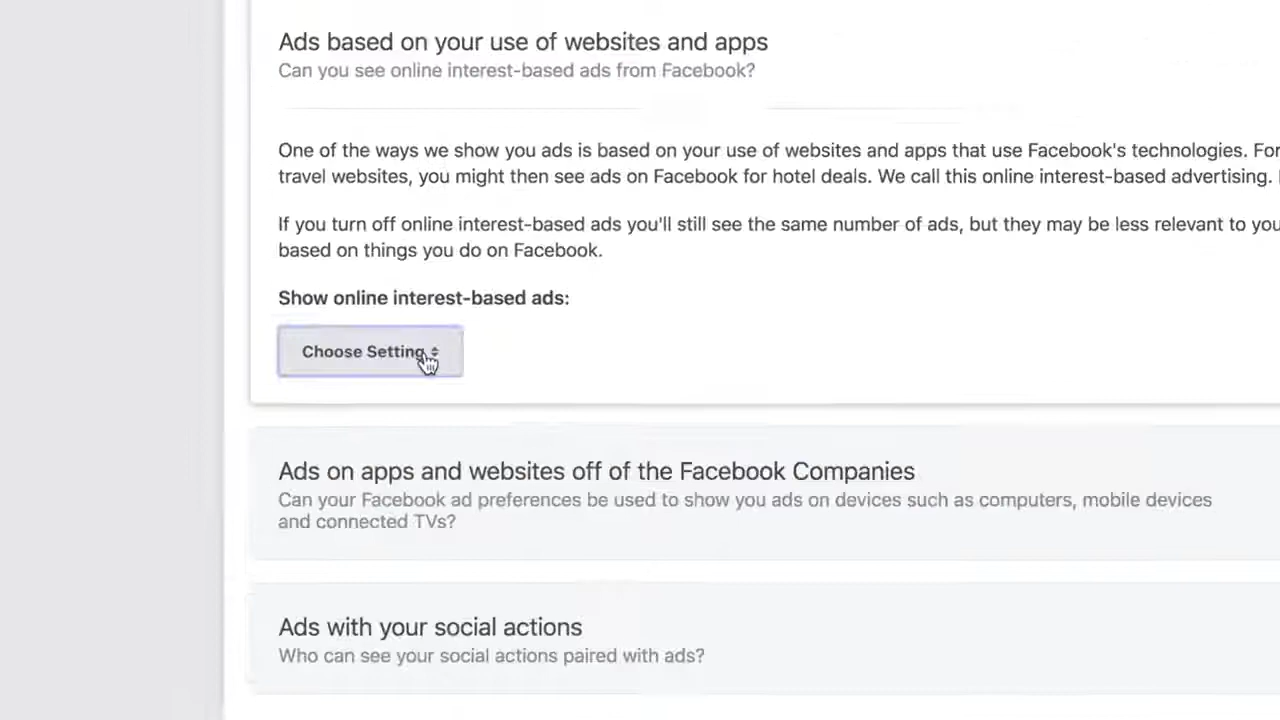 Ads based on your use of websites and apps
Can you see online interest-based ads from Facebook?
One of the ways we show you ads is based on your use of websites and apps that use Facebook's technologies. For
travel websites, you might then see ads on Facebook for hotel deals. We call this online interest-based advertising.
If you turn off online interest-based ads you'll still see the same number of ads, but they may be less relevant to you
based on things you do on Facebook.
Show online interest-based ads:
Choose Setting
Ads on apps and websites off of the Facebook Companies
Can your Facebook ad preferences be used to show you ads on devices such as computers, mobile devices
and connected TVs?
Ads with your social actions
Who can see your social actions paired with ads?